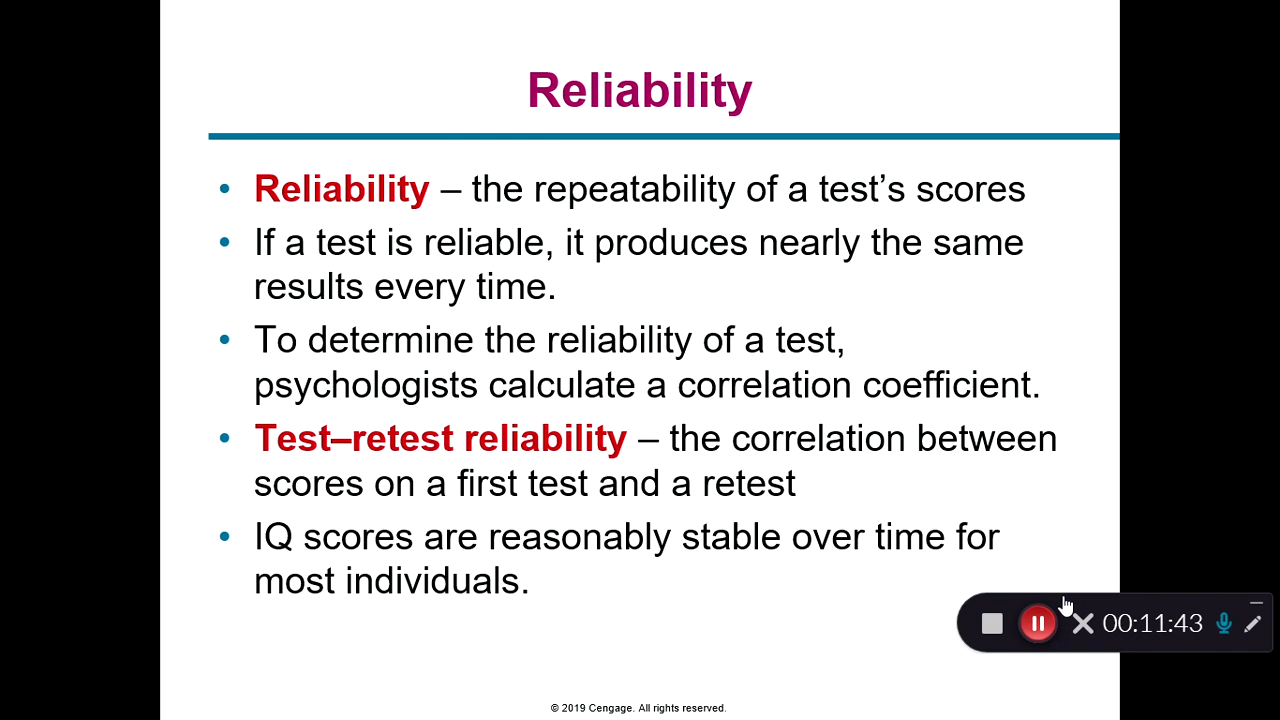 Reliability
• Reliability – the repeatability of a test’s scores
• If a test is reliable, it produces nearly the same
results every time.
• To determine the reliability of a test,
psychologists calculate a correlation coefficient.
• Test–retest reliability – the correlation between
scores on a first test and a retest
• IQ scores are reasonably stable over time for
most individuals.
00:11:43
© 2019 Cengage. All rights reserved.